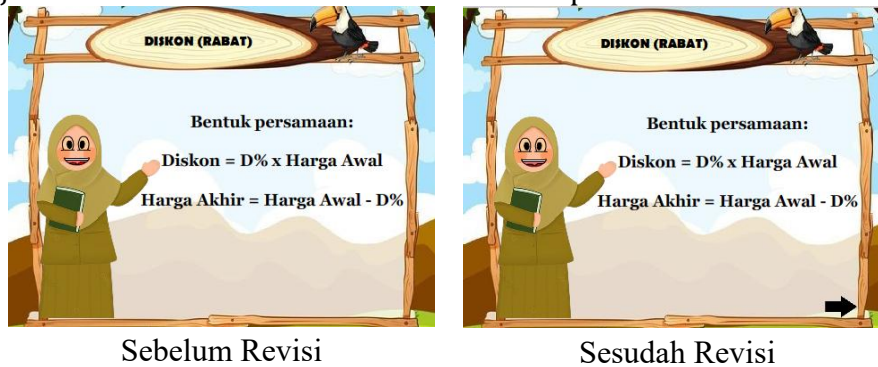 DISKON (RABAT)
Bentuk persamaan:
Diskon = D% x Harga Awal
Harga Akhir = Harga Awal - D%
Sebelum Revisi
DISKON (RABAT)
Bentuk persamaan:
Diskon = D% x Harga Awal
Harga Akhir = Harga Awal - D%
Sesudah Revisi